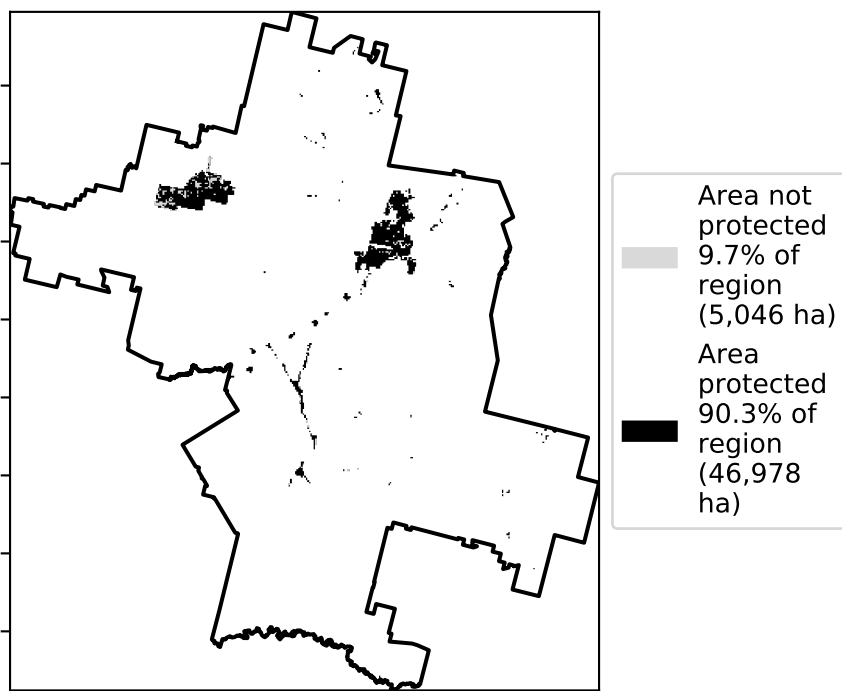 Area not
protected
9.7% of
region
(5,046 ha)
Area
protected
90.3% of
region
(46,978
ha)